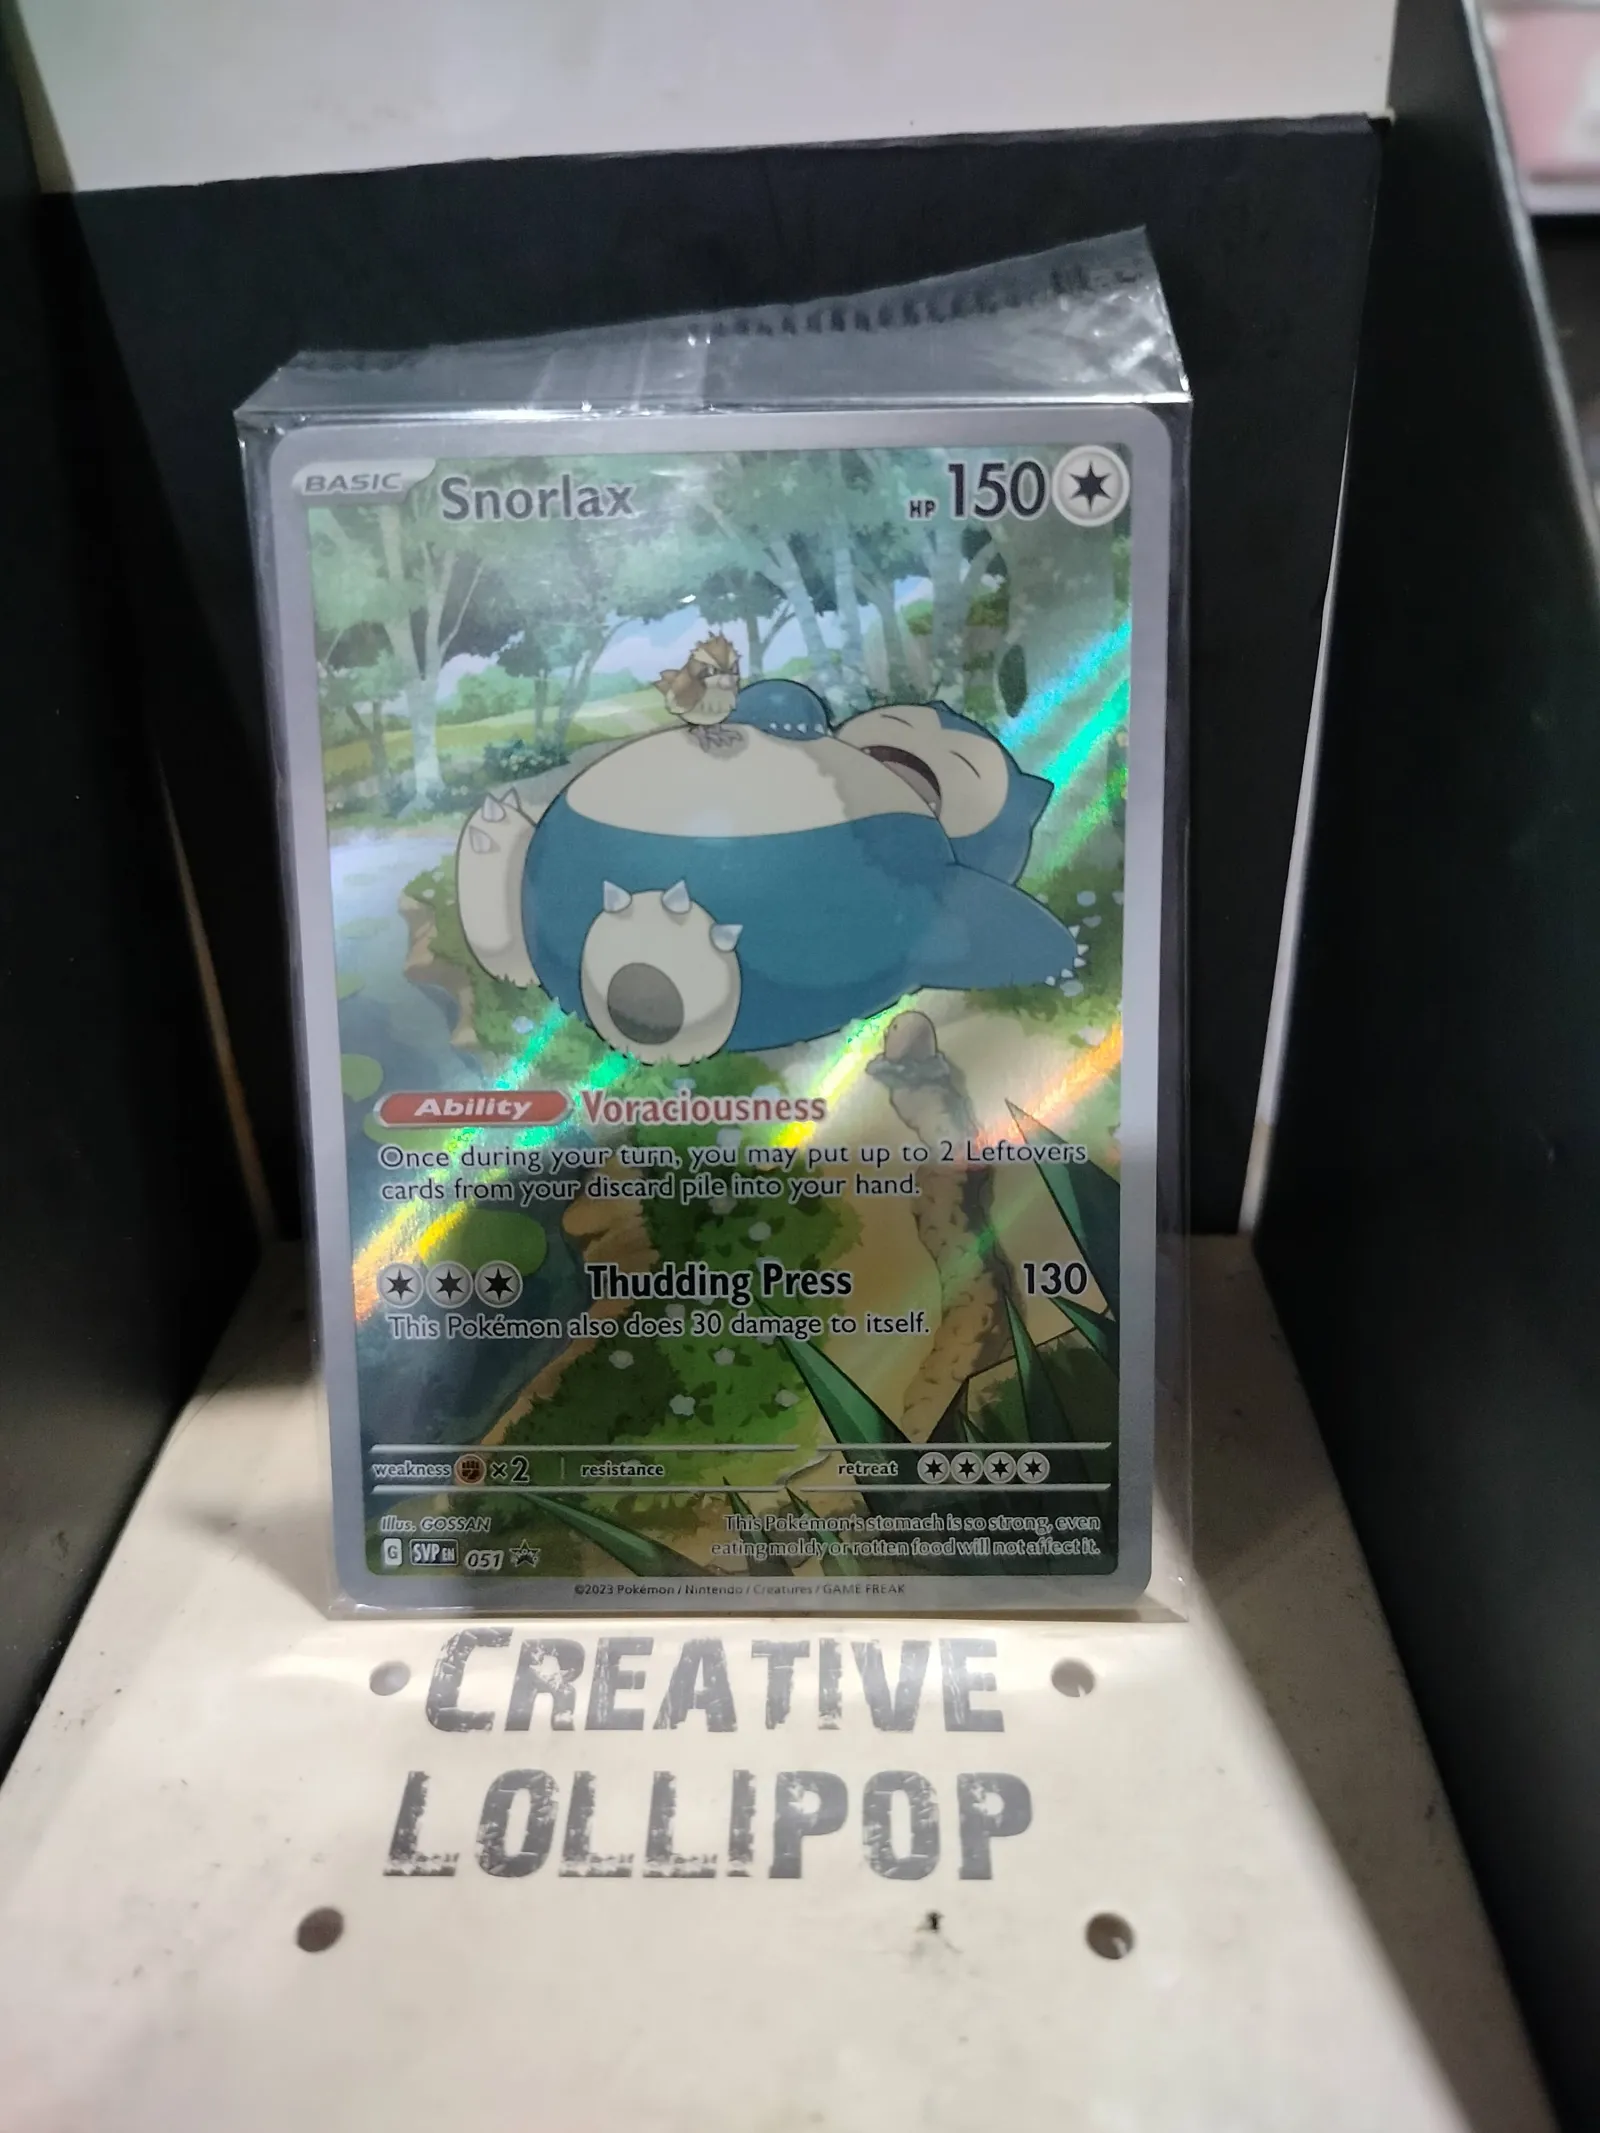 BASIC Snorlax HP 150
Ability Voraciousness
Once during your turn, you may put up to 2 Leftovers
cards from your discard pile into your hand.
Thudding Press 130
This Pokémon also does 30 damage to itself.
weakness ×2 resistance retreat
Illus. GOSSAN
This Pokémon's stomach is so strong, even
eating moldy or rotten food will not affect it.
G SVP EN 051
©2023 Pokémon / Nintendo / Creatures / GAME FREAK
CREATIVE
LOLLIPOP